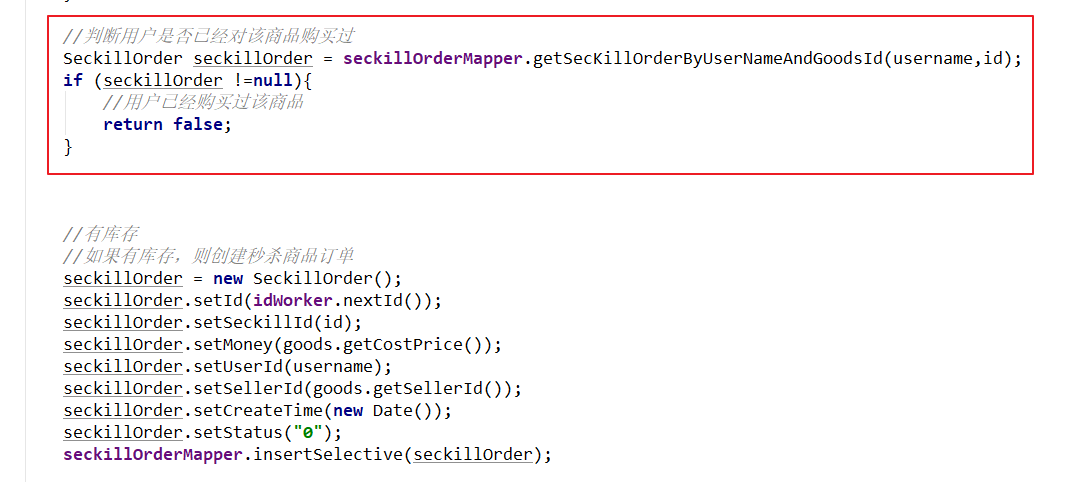 //判断用户是否已经对该商品购买过
SeckillOrder seckillOrder = seckillOrderMapper.getSecKillOrderByUserNameAndGoodsId(username,id);
if (seckillOrder !=null){
//用户已经购买过该商品
return false;
}
//有库存
//如果有库存，则创建秒杀商品订单
seckillOrder = new SeckillOrder();
seckillOrder.setId(idWorker.nextId());
seckillOrder.setSeckillId(id);
seckillOrder.setMoney(goods.getCostPrice());
seckillOrder.setUserId(username);
seckillOrder.setSellerId(goods.getSellerId());
seckillOrder.setCreateTime(new Date());
seckillOrder.setStatus("0");
seckillOrderMapper.insertSelective(seckillOrder);